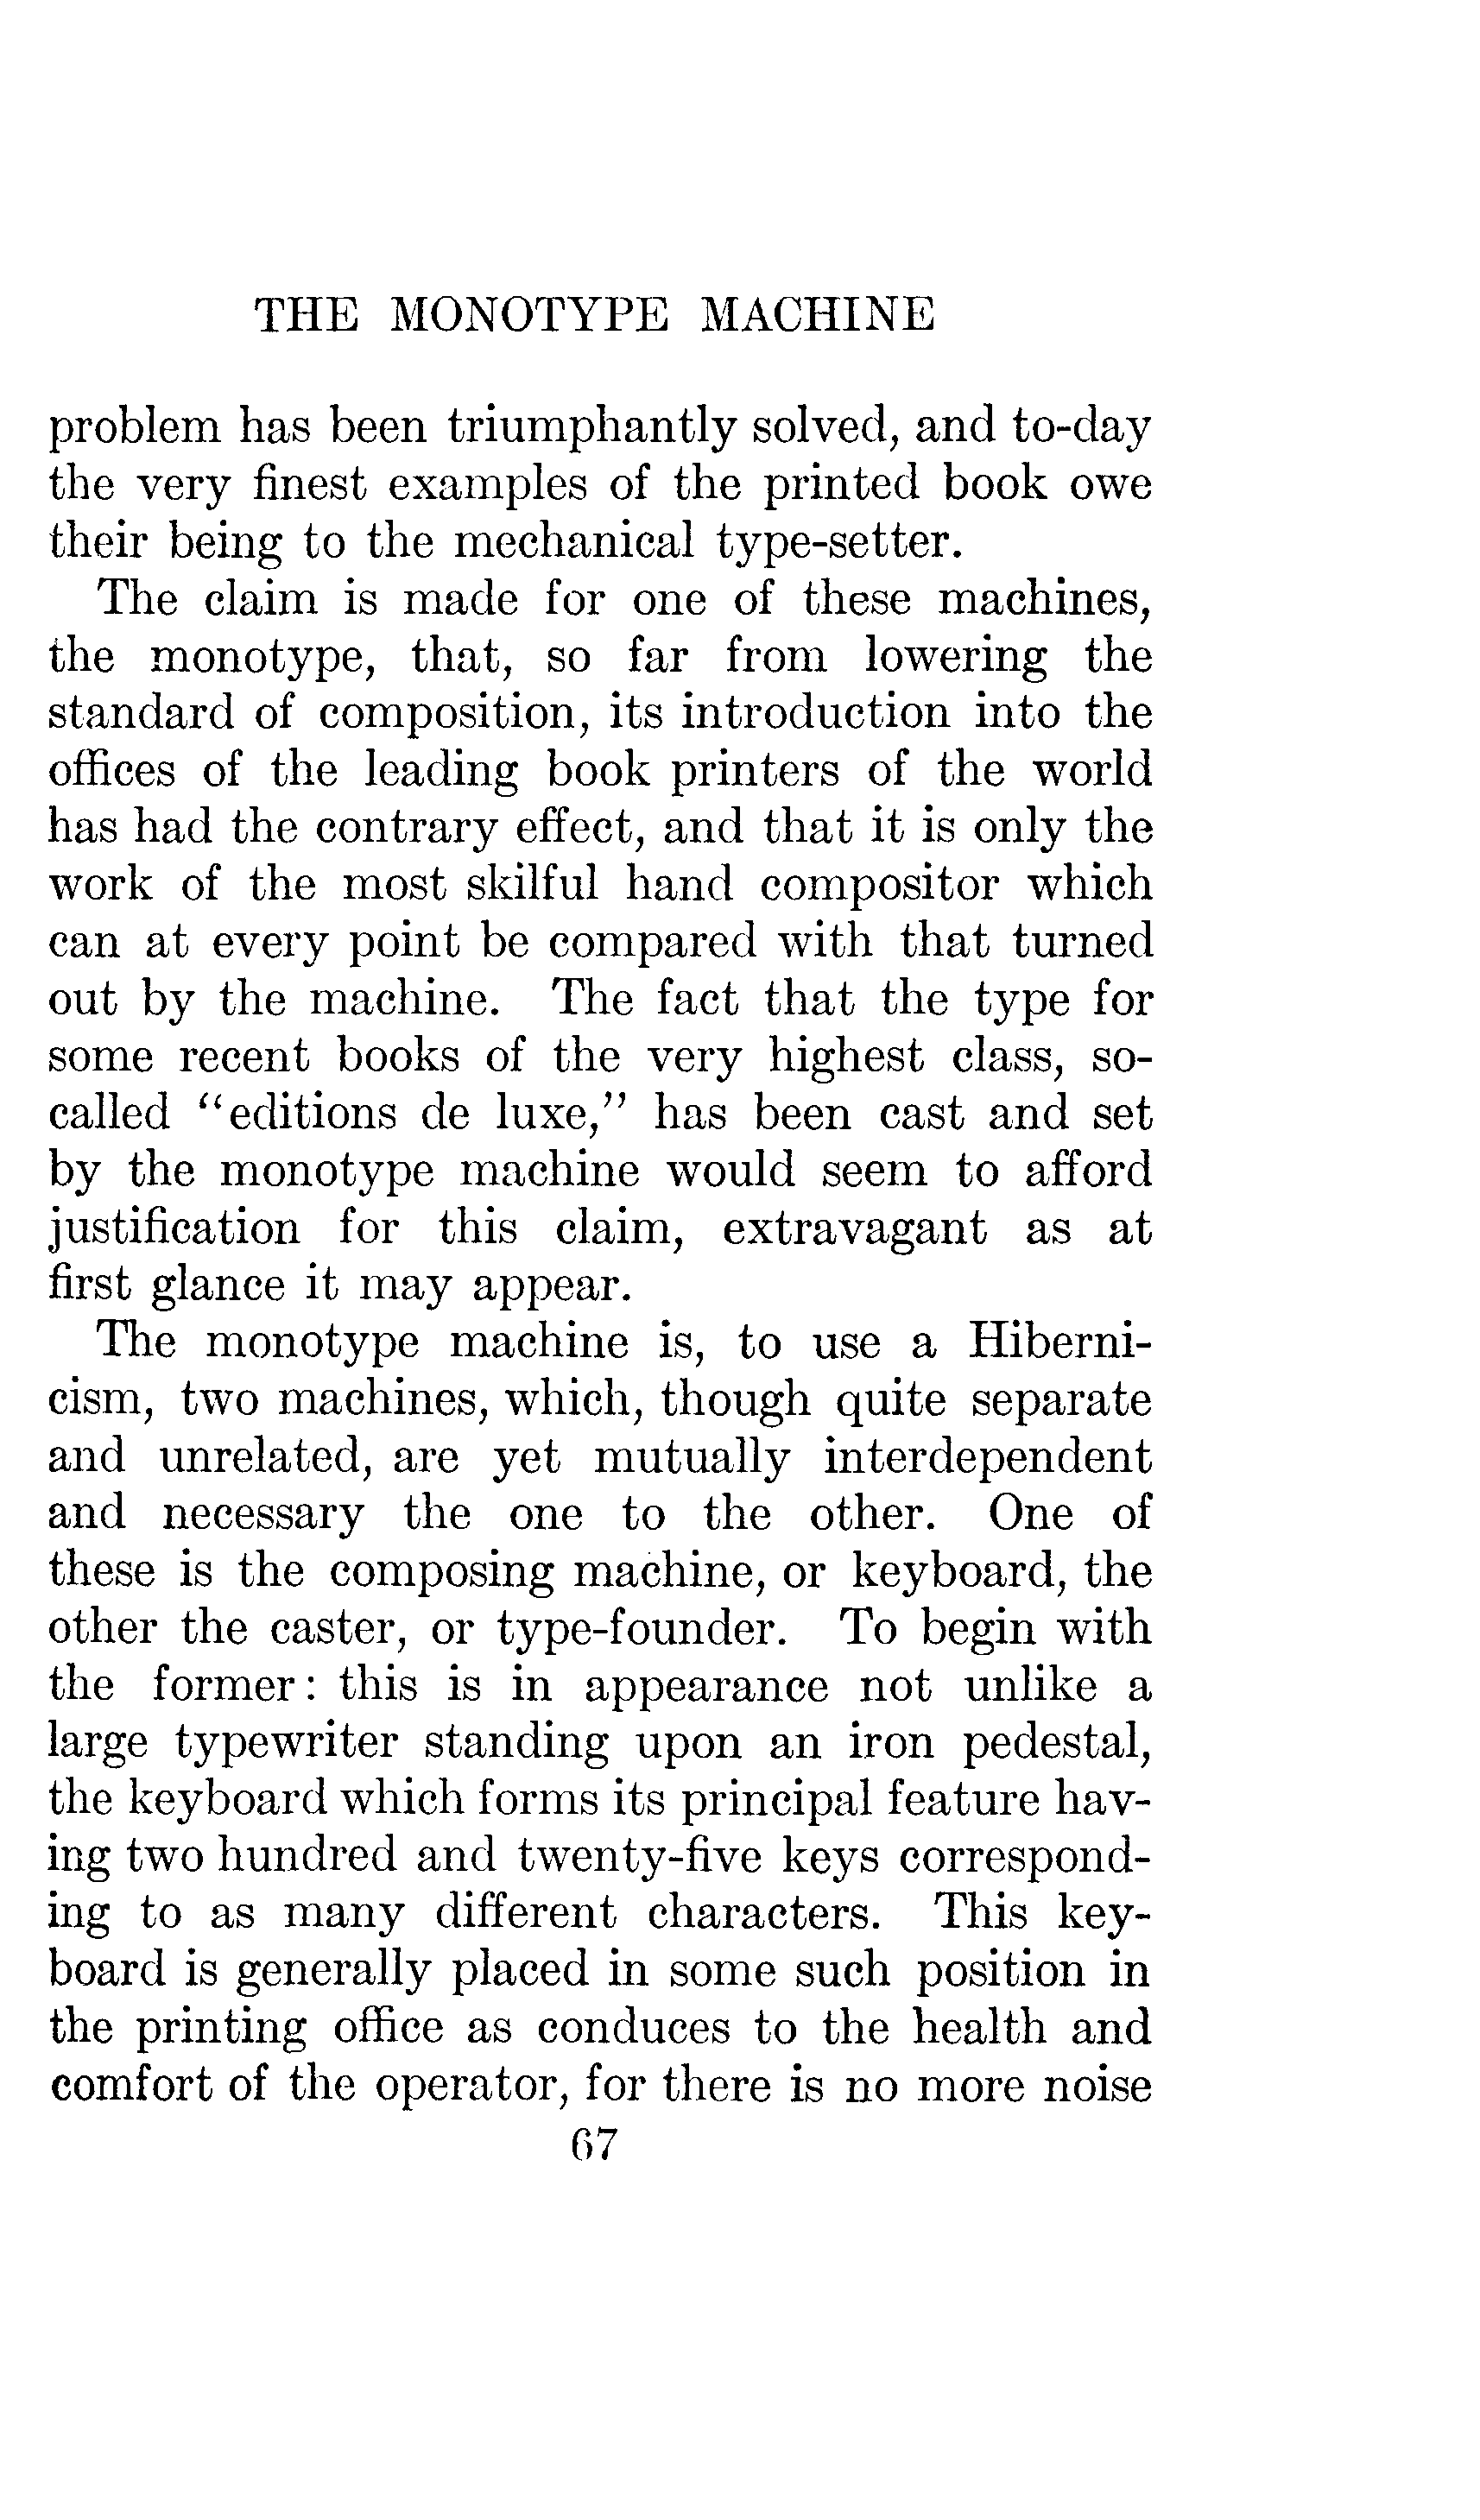 THE MONOTYPE MACHINE
problem has been triumphantly solved, and to-day
the very finest examples of the printed book owe
their being to the mechanical type-setter.
The claim is made for one of these machines,
the monotype, that, so far from lowering the
standard of composition, its introduction into the
offices of the leading book printers of the world
has had the contrary effect, and that it is only the
work of the most skilful hand compositor which
can at every point be compared with that turned
out by the machine. The fact that the type for
some recent books of the very highest class, so-
called “editions de luxe,” has been cast and set
by the monotype machine would seem to afford
justification for this claim, extravagant as at
first glance it may appear.
The monotype machine is, to use a Hiberni-
cism, two machines, which, though quite separate
and unrelated, are yet mutually interdependent
and necessary the one to the other. One of
these is the composing machine, or keyboard, the
other the caster, or type-founder. To begin with
the former: this is in appearance not unlike a
large typewriter standing upon an iron pedestal,
the keyboard which forms its principal feature hav-
ing two hundred and twenty-five keys correspond-
ing to as many different characters. This key-
board is generally placed in some such position in
the printing office as conduces to the health and
comfort of the operator, for there is no more noise
67